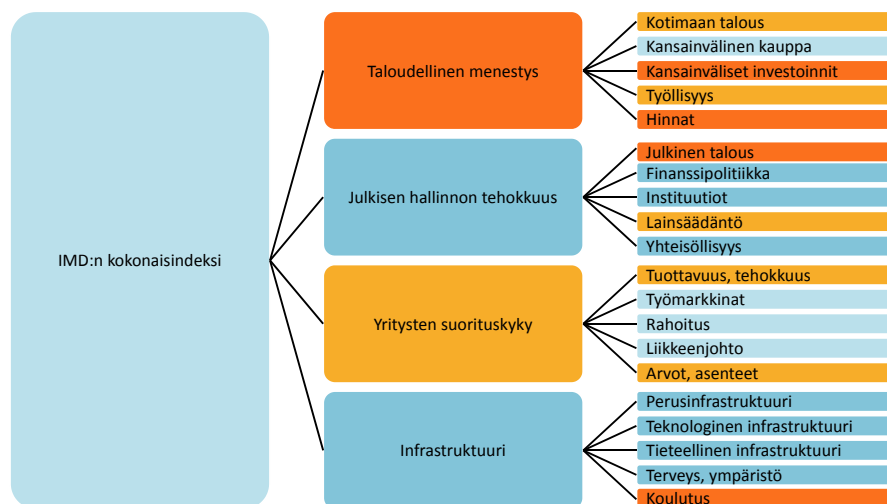 IMD:n kokonaisindeksi
Taloudellinen menestys
Kotimaan talous
Kansainvälinen kauppa
Kansainväliset investoinnit
Työllisyys
Hinnat
Julkisen hallinnon tehokkuus
Julkinen talous
Finanssipolitiikka
Instituutiot
Lainsäädäntö
Yhteisöllisyys
Yritysten suorituskyky
Tuottavuus, tehokkuus
Työmarkkinat
Rahoitus
Liikkeenjohto
Arvot, asenteet
Infrastruktuuri
Perusinfrastruktuuri
Teknologinen infrastruktuuri
Tieteellinen infrastruktuuri
Terveys, ympäristö
Koulutus